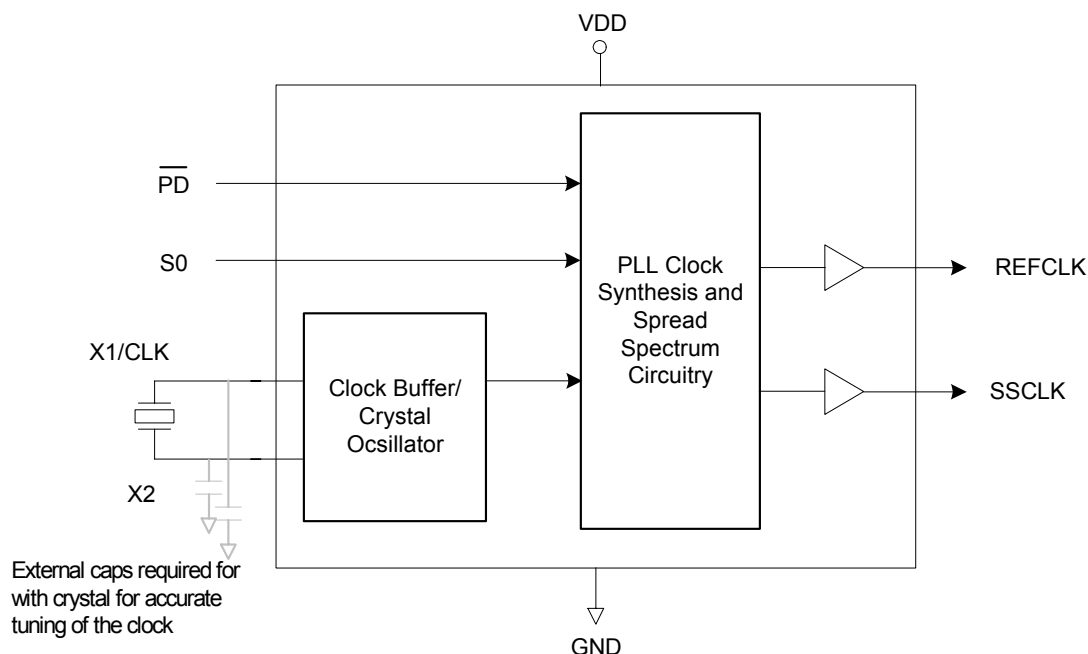 VDD
PD
S0
PLL Clock
Synthesis and
Spread
Spectrum
Circuitry
REFCLK
X1/CLK
Clock Buffer/
Crystal
Ocsillator
SSCLK
X2
External caps required for
with crystal for accurate
tuning of the clock
GND